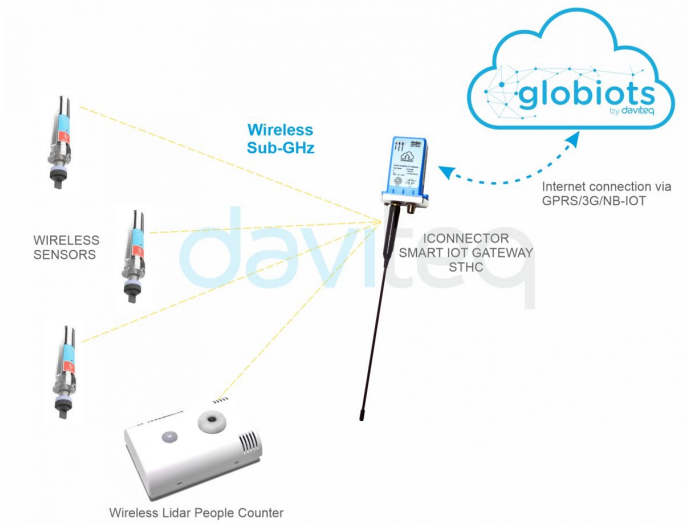 globiots
by daviteq
Wireless
Sub-GHz
Internet connection via
GPRS/3G/NB-IOT
WIRELESS
SENSORS
ICONNECTOR
SMART IOT GATEWAY
STHC
daviteq
Wireless Lidar People Counter